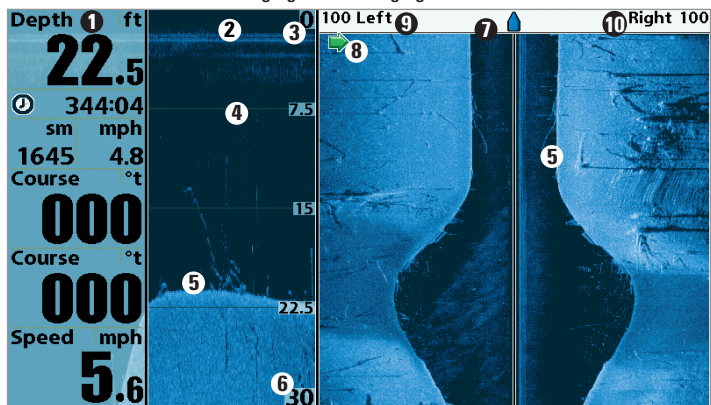 Depth 1 ft
22.5
344:04
sm mph
1645 4.8
Course °t
000
Course °t
000
Speed mph
5.6
2
0
3
4
7.5
15
5
22.5
6
30
100 Left 9
7
10 Right 100
8
5